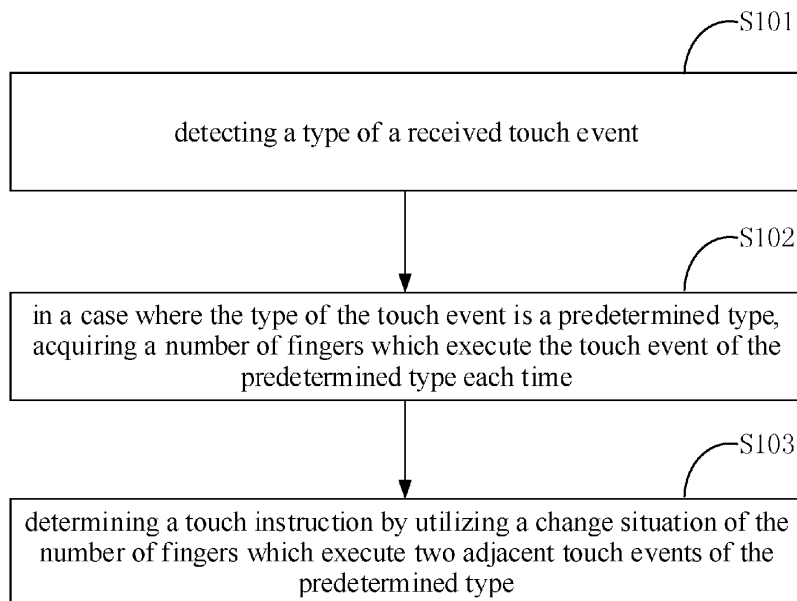 S101
detecting a type of a received touch event
S102
in a case where the type of the touch event is a predetermined type,
acquiring a number of fingers which execute the touch event of the
predetermined type each time
S103
determining a touch instruction by utilizing a change situation of the
number of fingers which execute two adjacent touch events of the
predetermined type